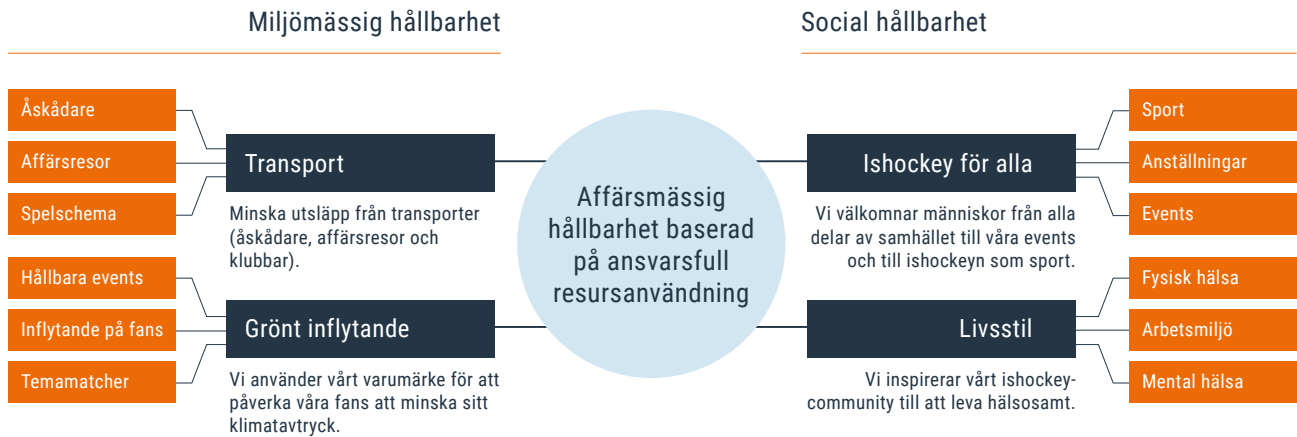 Miljömässig hållbarhet
Social hållbarhet
Åskådare
Affärsresor
Spelschema
Transport
Minska utsläpp från transporter
(åskådare, affärsresor och
klubbar).
Hållbara events
Inflytande på fans
Temamatcher
Grönt inflytande
Vi använder vårt varumärke för att
påverka våra fans att minska sitt
klimatavtryck.
Affärsmässig
hållbarhet baserad
på ansvarsfull
resursanvändning
Ishockey för alla
Vi välkomnar människor från alla
delar av samhället till våra events
och till ishockeyn som sport.
Sport
Anställningar
Events
Livsstil
Vi inspirerar vårt ishockey-
community till att leva hälsosamt.
Fysisk hälsa
Arbetsmiljö
Mental hälsa